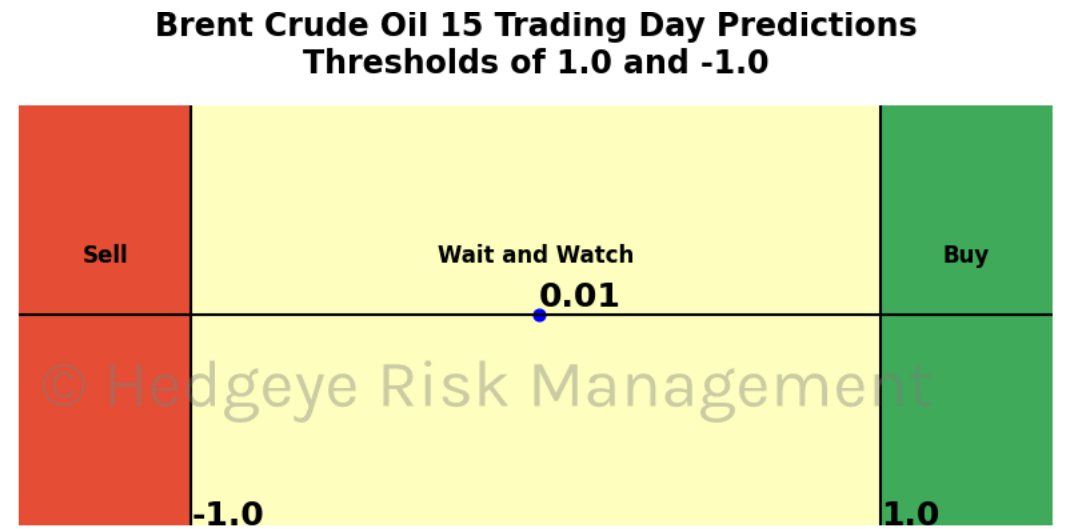 Brent Crude Oil 15 Trading Day Predictions
Thresholds of 1.0 and -1.0
Sell
Wait and Watch
Buy
0.01
© Hedgeye Risk Management
-1.0
1.0